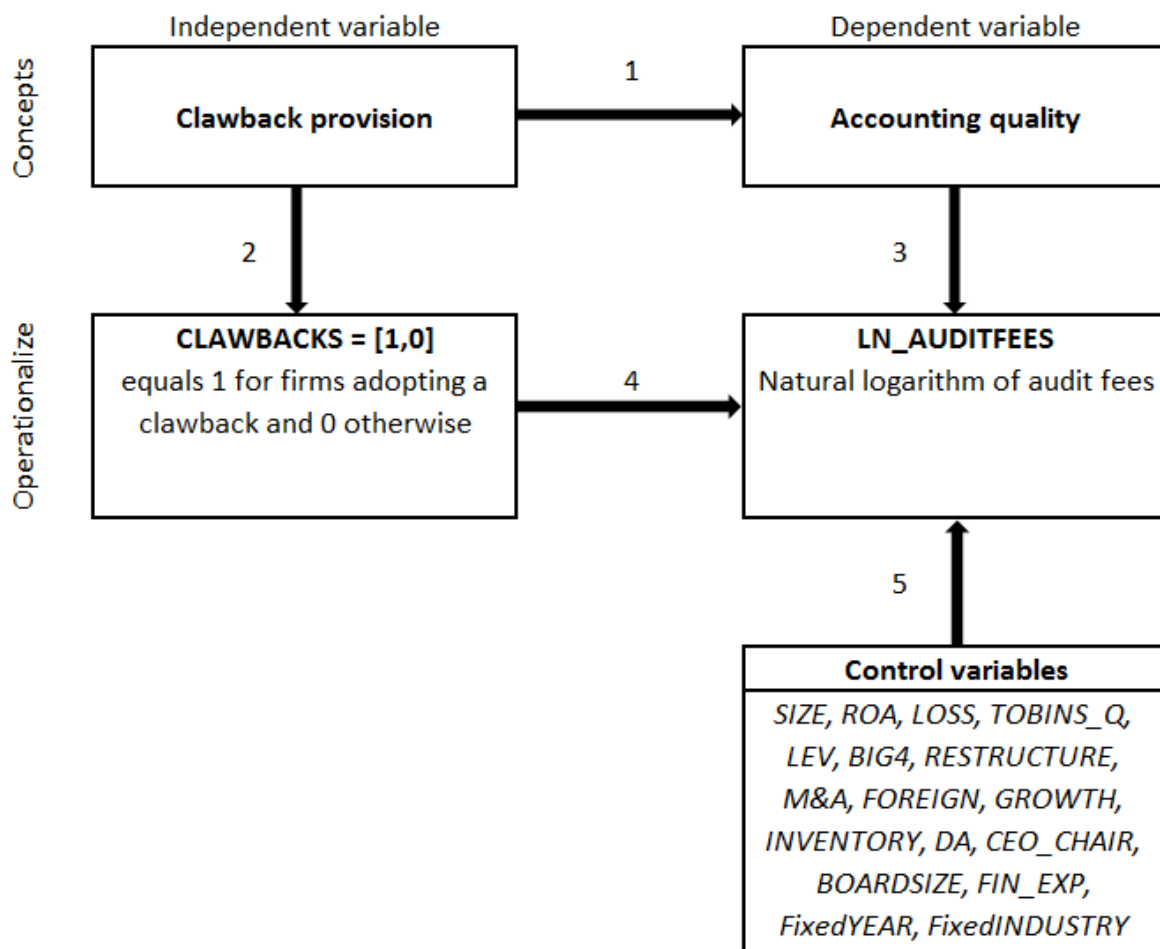 Independent variable
Dependent variable
Concepts
Clawback provision
1
Accounting quality
2
3
Operationalize
CLAWBACKS = [1,0]
equals 1 for firms adopting a
clawback and 0 otherwise
4
LN_AUDITFEES
Natural logarithm of audit fees
5
Control variables
SIZE, ROA, LOSS, TOBINS_Q,
LEV, BIG4, RESTRUCTURE,
M&A, FOREIGN, GROWTH,
INVENTORY, DA, CEO_CHAIR,
BOARDSIZE, FIN_EXP,
FixedYEAR, FixedINDUSTRY